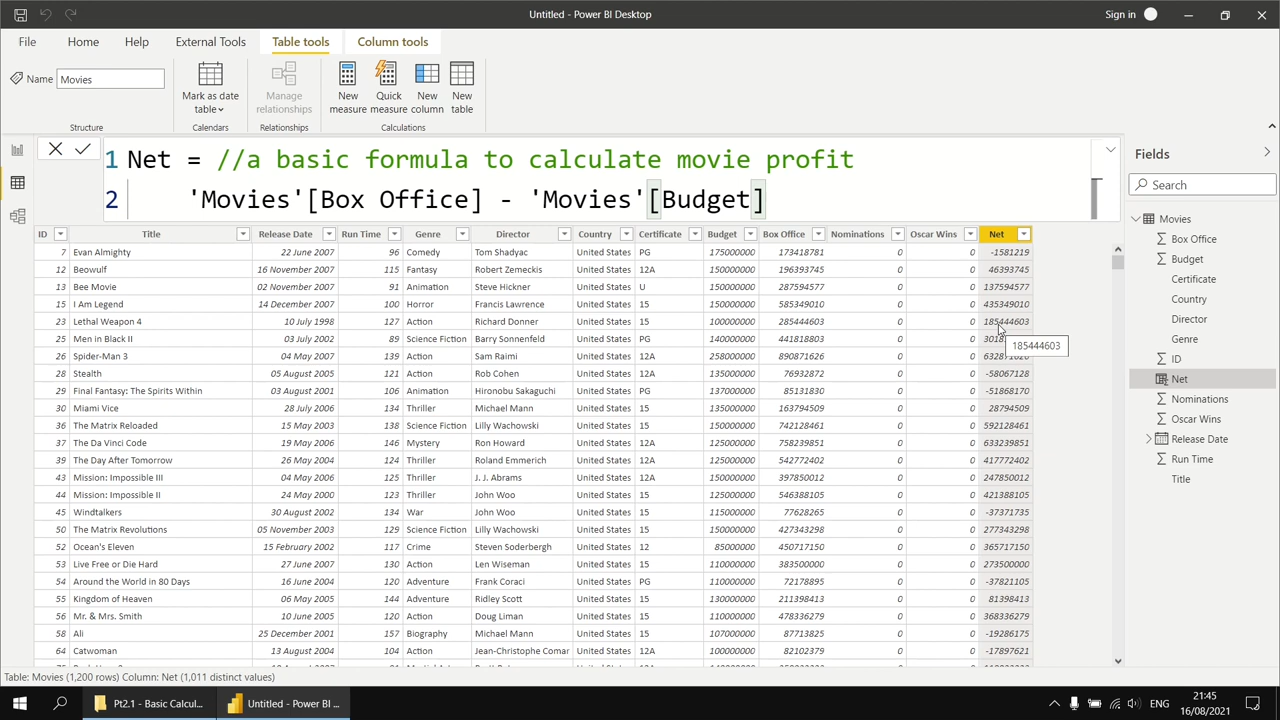 Untitled - Power BI Desktop
Sign in
File Home Help External Tools Table tools Column tools
Name Movies
Mark as date table
Manage relationships
New measure
Quick measure
New column
New table
Structure Calendars Relationships Calculations
1 Net = //a basic formula to calculate movie profit
2 'Movies'[Box Office] - 'Movies'[Budget]
ID Title Release Date Run Time Genre Director Country Certificate Budget Box Office Nominations Oscar Wins Net
7 Evan Almighty 22 June 2007 96 Comedy Tom Shadyac United States PG 175000000 173418781 0 0 -1581219
12 Beowulf 16 November 2007 115 Fantasy Robert Zemeckis United States 12A 150000000 196393745 0 0 46393745
13 Bee Movie 02 November 2007 91 Animation Steve Hickner United States U 150000000 287594577 0 0 137594577
15 I Am Legend 14 December 2007 100 Horror Francis Lawrence United States 15 150000000 585349010 0 0 435349010
23 Lethal Weapon 4 10 July 1998 127 Action Richard Donner United States 15 100000000 285444603 0 0 185444603
25 Men in Black II 03 July 2002 89 Science Fiction Barry Sonnenfeld United States PG 140000000 441818803 0 0
185444603
26 Spider-Man 3 04 May 2007 139 Action Sam Raimi United States 12A 258000000 890871626 0 0
28 Stealth 05 August 2005 121 Action Rob Cohen United States 12A 135000000 76932872 0 0 -58067128
29 Final Fantasy: The Spirits Within 03 August 2001 106 Animation Hironobu Sakaguchi United States PG 137000000 85131830 0 0 -51868170
30 Miami Vice 28 July 2006 134 Thriller Michael Mann United States 15 135000000 163794509 0 0 28794509
36 The Matrix Reloaded 15 May 2003 138 Science Fiction Lilly Wachowski United States 15 150000000 742128461 0 0 592128461
37 The Da Vinci Code 19 May 2006 146 Mystery Ron Howard United States 12A 125000000 758239851 0 0 633239851
39 The Day After Tomorrow 26 May 2004 124 Thriller Roland Emmerich United States 12A 125000000 542772402 0 0 417772402
43 Mission: Impossible III 04 May 2006 125 Thriller J. J. Abrams United States 12A 150000000 397850012 0 0 247850012
44 Mission: Impossible II 24 May 2000 123 Thriller John Woo United States 15 125000000 546388105 0 0 421388105
45 Windtalkers 30 August 2002 134 War John Woo United States 15 115000000 77628265 0 0 -37371735
50 The Matrix Revolutions 05 November 2003 129 Science Fiction Lilly Wachowski United States 15 150000000 427343298 0 0 277343298
52 Ocean's Eleven 15 February 2002 117 Crime Steven Soderbergh United States 12 85000000 450717150 0 0 365717150
53 Live Free or Die Hard 27 June 2007 130 Action Len Wiseman United States 15 110000000 383500000 0 0 273500000
54 Around the World in 80 Days 16 June 2004 120 Adventure Frank Coraci United States PG 110000000 72178895 0 0 -37821105
55 Kingdom of Heaven 06 May 2005 144 Adventure Ridley Scott United States 15 130000000 211398413 0 0 81398413
56 Mr. & Mrs. Smith 10 June 2005 120 Action Doug Liman United States 15 110000000 478336279 0 0 368336279
58 Ali 25 December 2001 157 Biography Michael Mann United States 15 107000000 87713825 0 0 -19286175
64 Catwoman 13 August 2004 104 Action Jean-Christophe Comar United States 12A 100000000 82102379 0 0 -17897621
Fields
Search
Movies
Box Office
Budget
Certificate
Country
Director
Genre
ID
Net
Nominations
Oscar Wins
Release Date
Run Time
Title
Table: Movies (1,200 rows) Column: Net (1,011 distinct values)
Pt2.1 - Basic Calcul...
Untitled - Power BI ...
ENG
21:45
16/08/2021